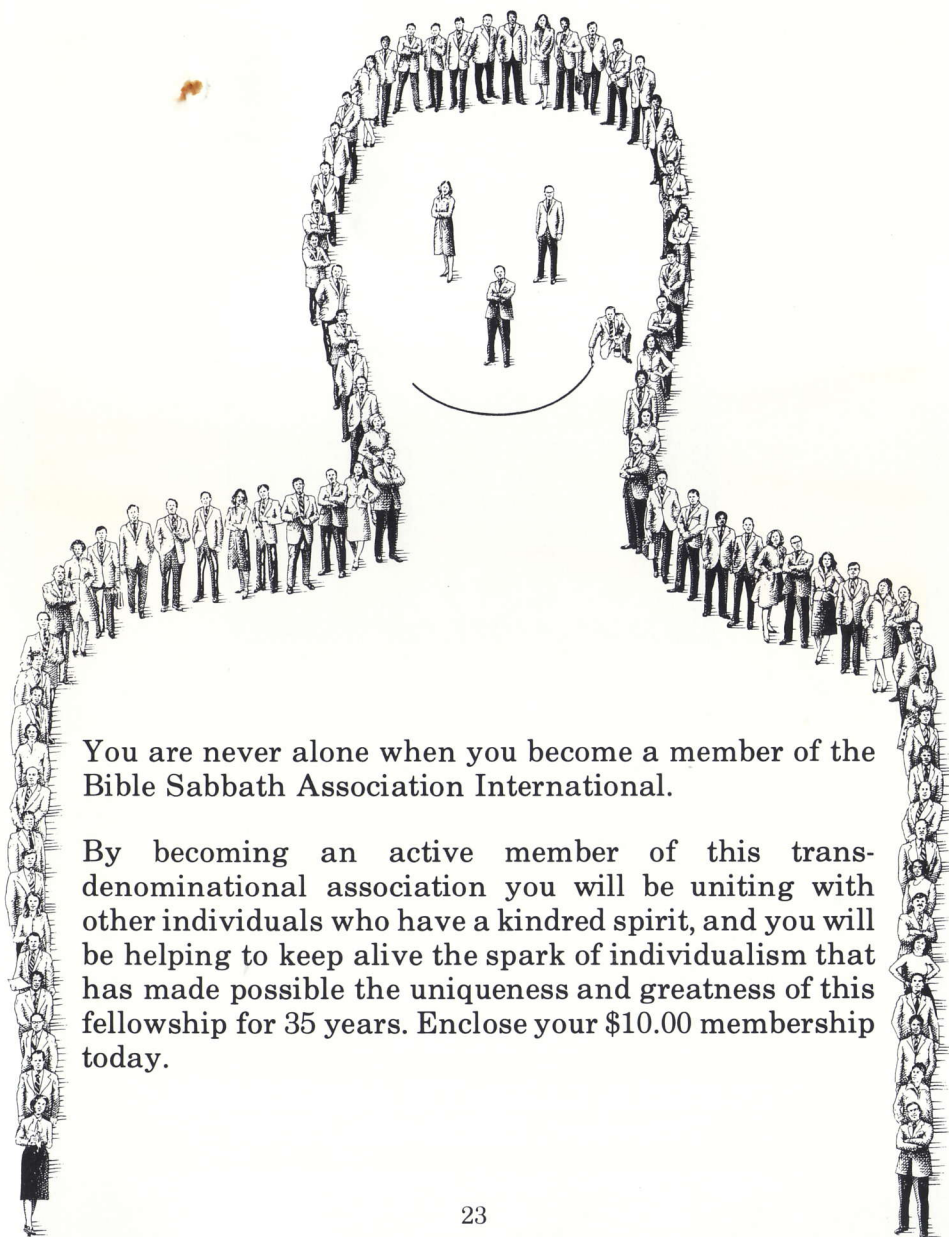 You are never alone when you become a member of the
Bible Sabbath Association International.
By becoming an active member of this trans-
denominational association you will be uniting with
other individuals who have a kindred spirit, and you will
be helping to keep alive the spark of individualism that
has made possible the uniqueness and greatness of this
fellowship for 35 years. Enclose your $10.00 membership
today.
23